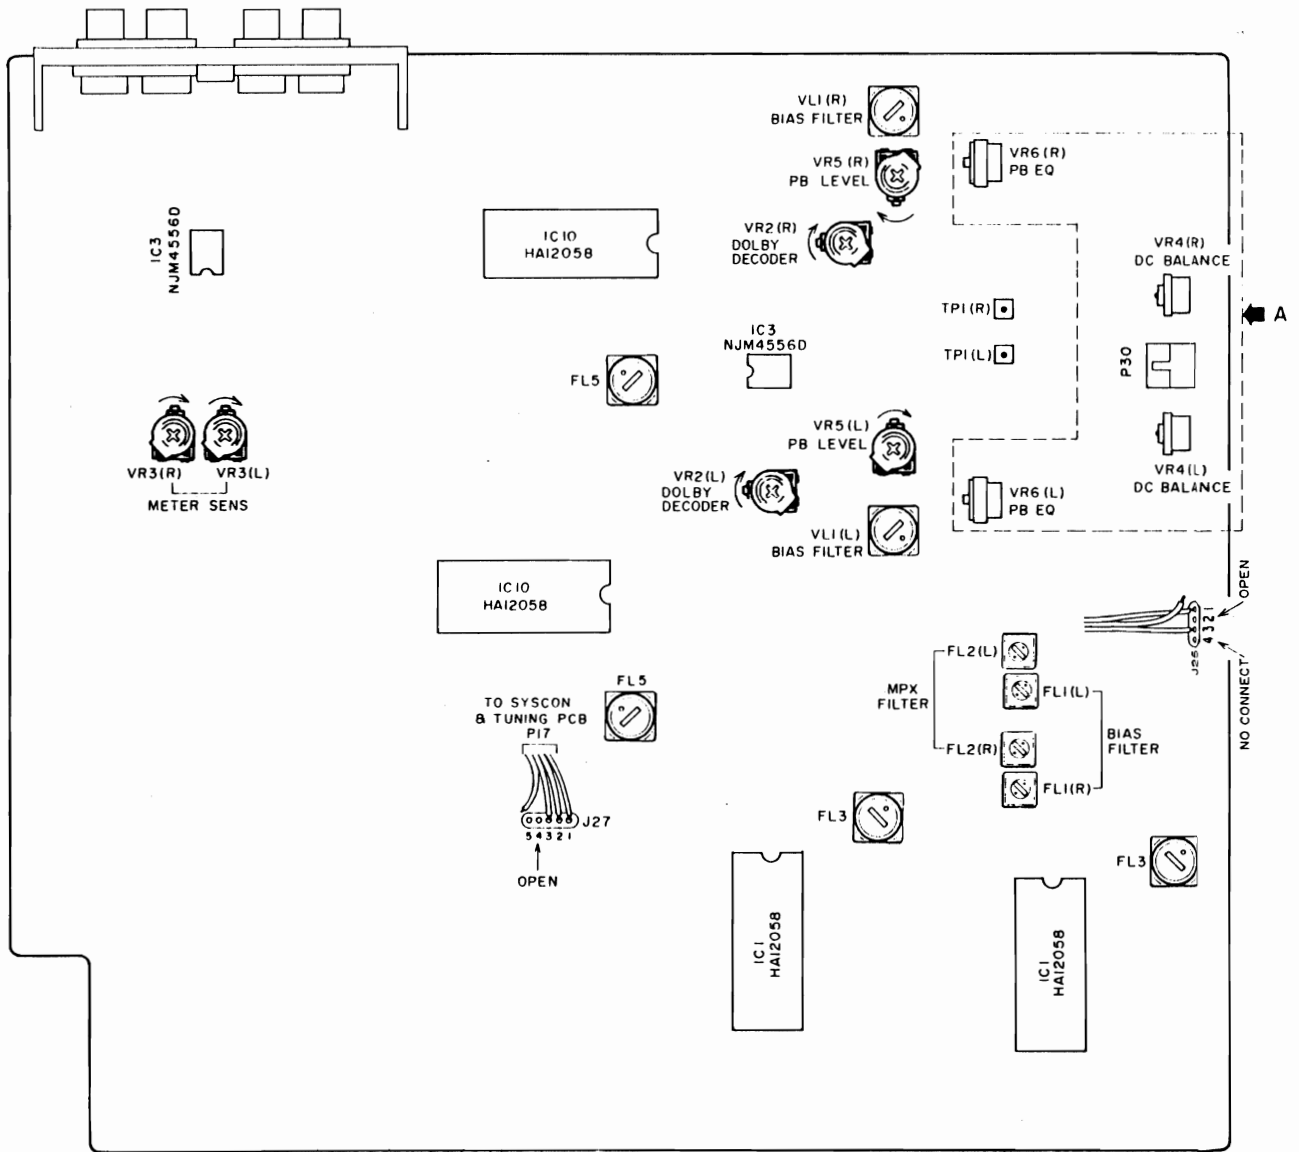 VL1(R)
BIAS FILTER
VR5(R)
PB LEVEL
VR6(R)
PB EQ
VR2(R)
DOLBY
DECODER
IC3
NJM4556D
IC10
HA12058
VR4(R)
DC BALANCE
TP1(R)
A
IC3
NJM4556D
TP1(L)
P30
FL5
VR5(L)
PB LEVEL
VR3(R)
VR3(L)
METER SENS
VR2(L)
DOLBY
DECODER
VR4(L)
DC BALANCE
VR6(L)
PB EQ
VL1(L)
BIAS FILTER
IC10
HA12058
OPEN
1
2
3
4
NO CONNECT
FL2(L)
FL1(L)
MPX
FILTER
BIAS
FILTER
FL2(R)
FL1(R)
FL5
TO SYSCON
& TUNING PCB
P17
J27
5 4 3 2 1
OPEN
FL3
FL3
IC1
HA12058
IC1
HA12058